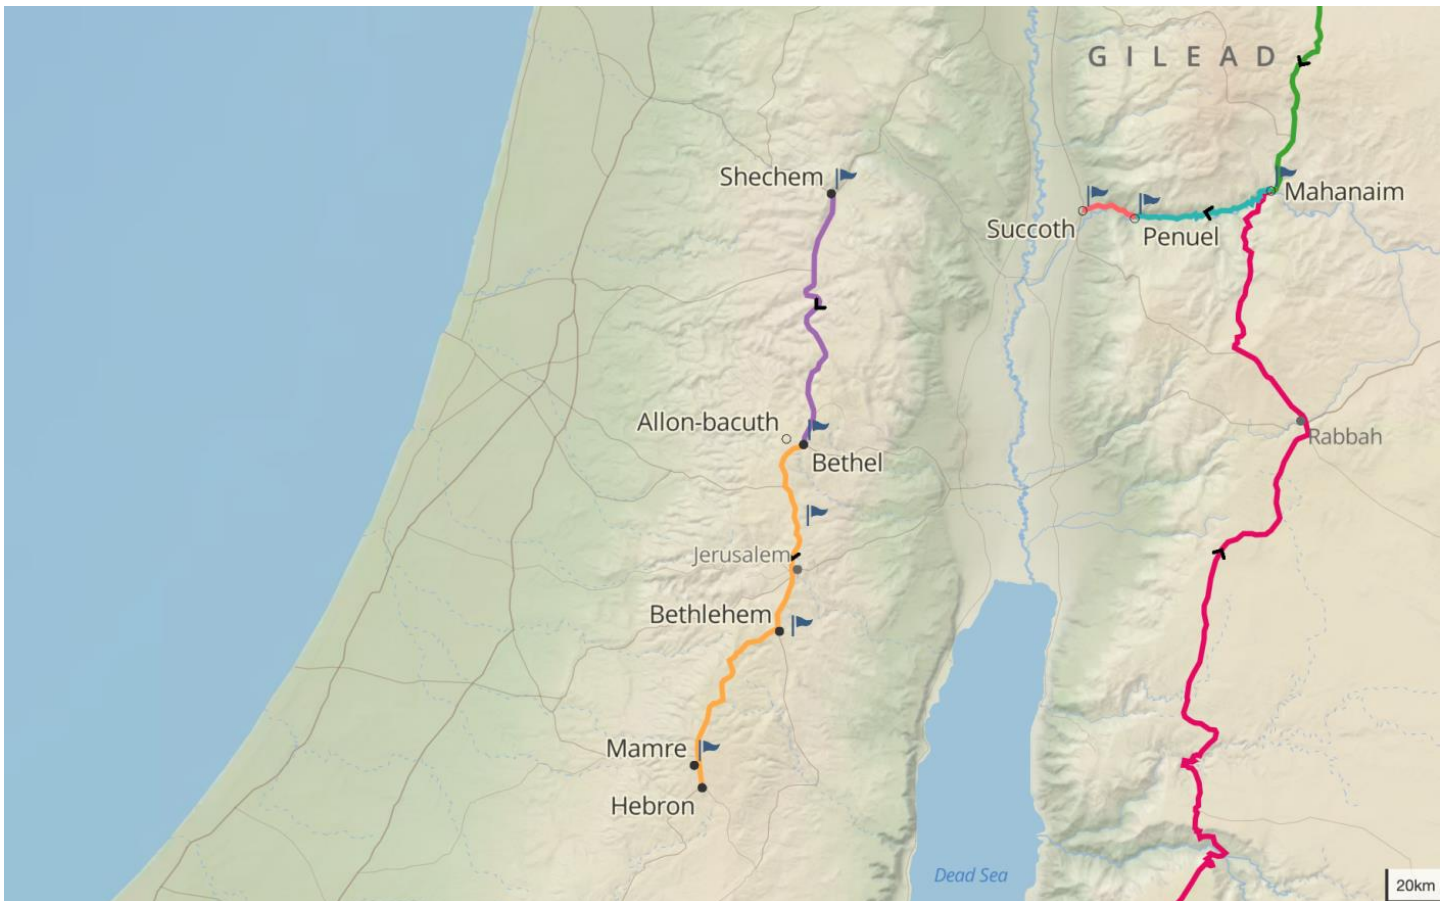 GILEAD
Shechem
Mahanaim
Succoth
Penuel
Allon-bacuth
Rabbah
Bethel
Jerusalem
Bethlehem
Mamre
Hebron
Dead Sea
20km